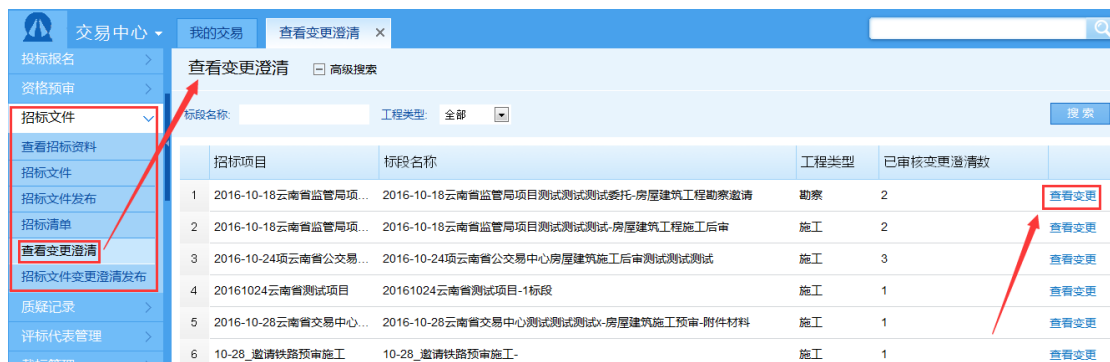 交易中心
我的交易 查看变更澄清 ×
投标报名
资格预审
招标文件
查看招标资料
招标文件
招标文件发布
招标清单
查看变更澄清
招标文件变更澄清发布
质疑记录
评标代表管理
查看变更澄清 高级搜索
标段名称: 工程类型: 全部 搜索
招标项目 标段名称 工程类型 已审核变更澄清数
1 2016-10-18云南省监管局项... 2016-10-18云南省监管局项目测试测试测试委托-房屋建筑工程勘察邀请 勘察 2 查看变更
2 2016-10-18云南省监管局项... 2016-10-18云南省监管局项目测试测试测试-房屋建筑工程施工后审 施工 2 查看变更
3 2016-10-24项云南省公交易... 2016-10-24项云南省公交易中心房屋建筑施工后审测试测试测试 施工 3 查看变更
4 20161024云南省测试项目 20161024云南省测试项目-1标段 施工 1 查看变更
5 2016-10-28云南省交易中心... 2016-10-28云南省交易中心测试测试测试x-房屋建筑施工预审-附件材料 施工 1 查看变更
6 10-28_邀请铁路预审施工 10-28_邀请铁路预审施工- 施工 1 查看变更